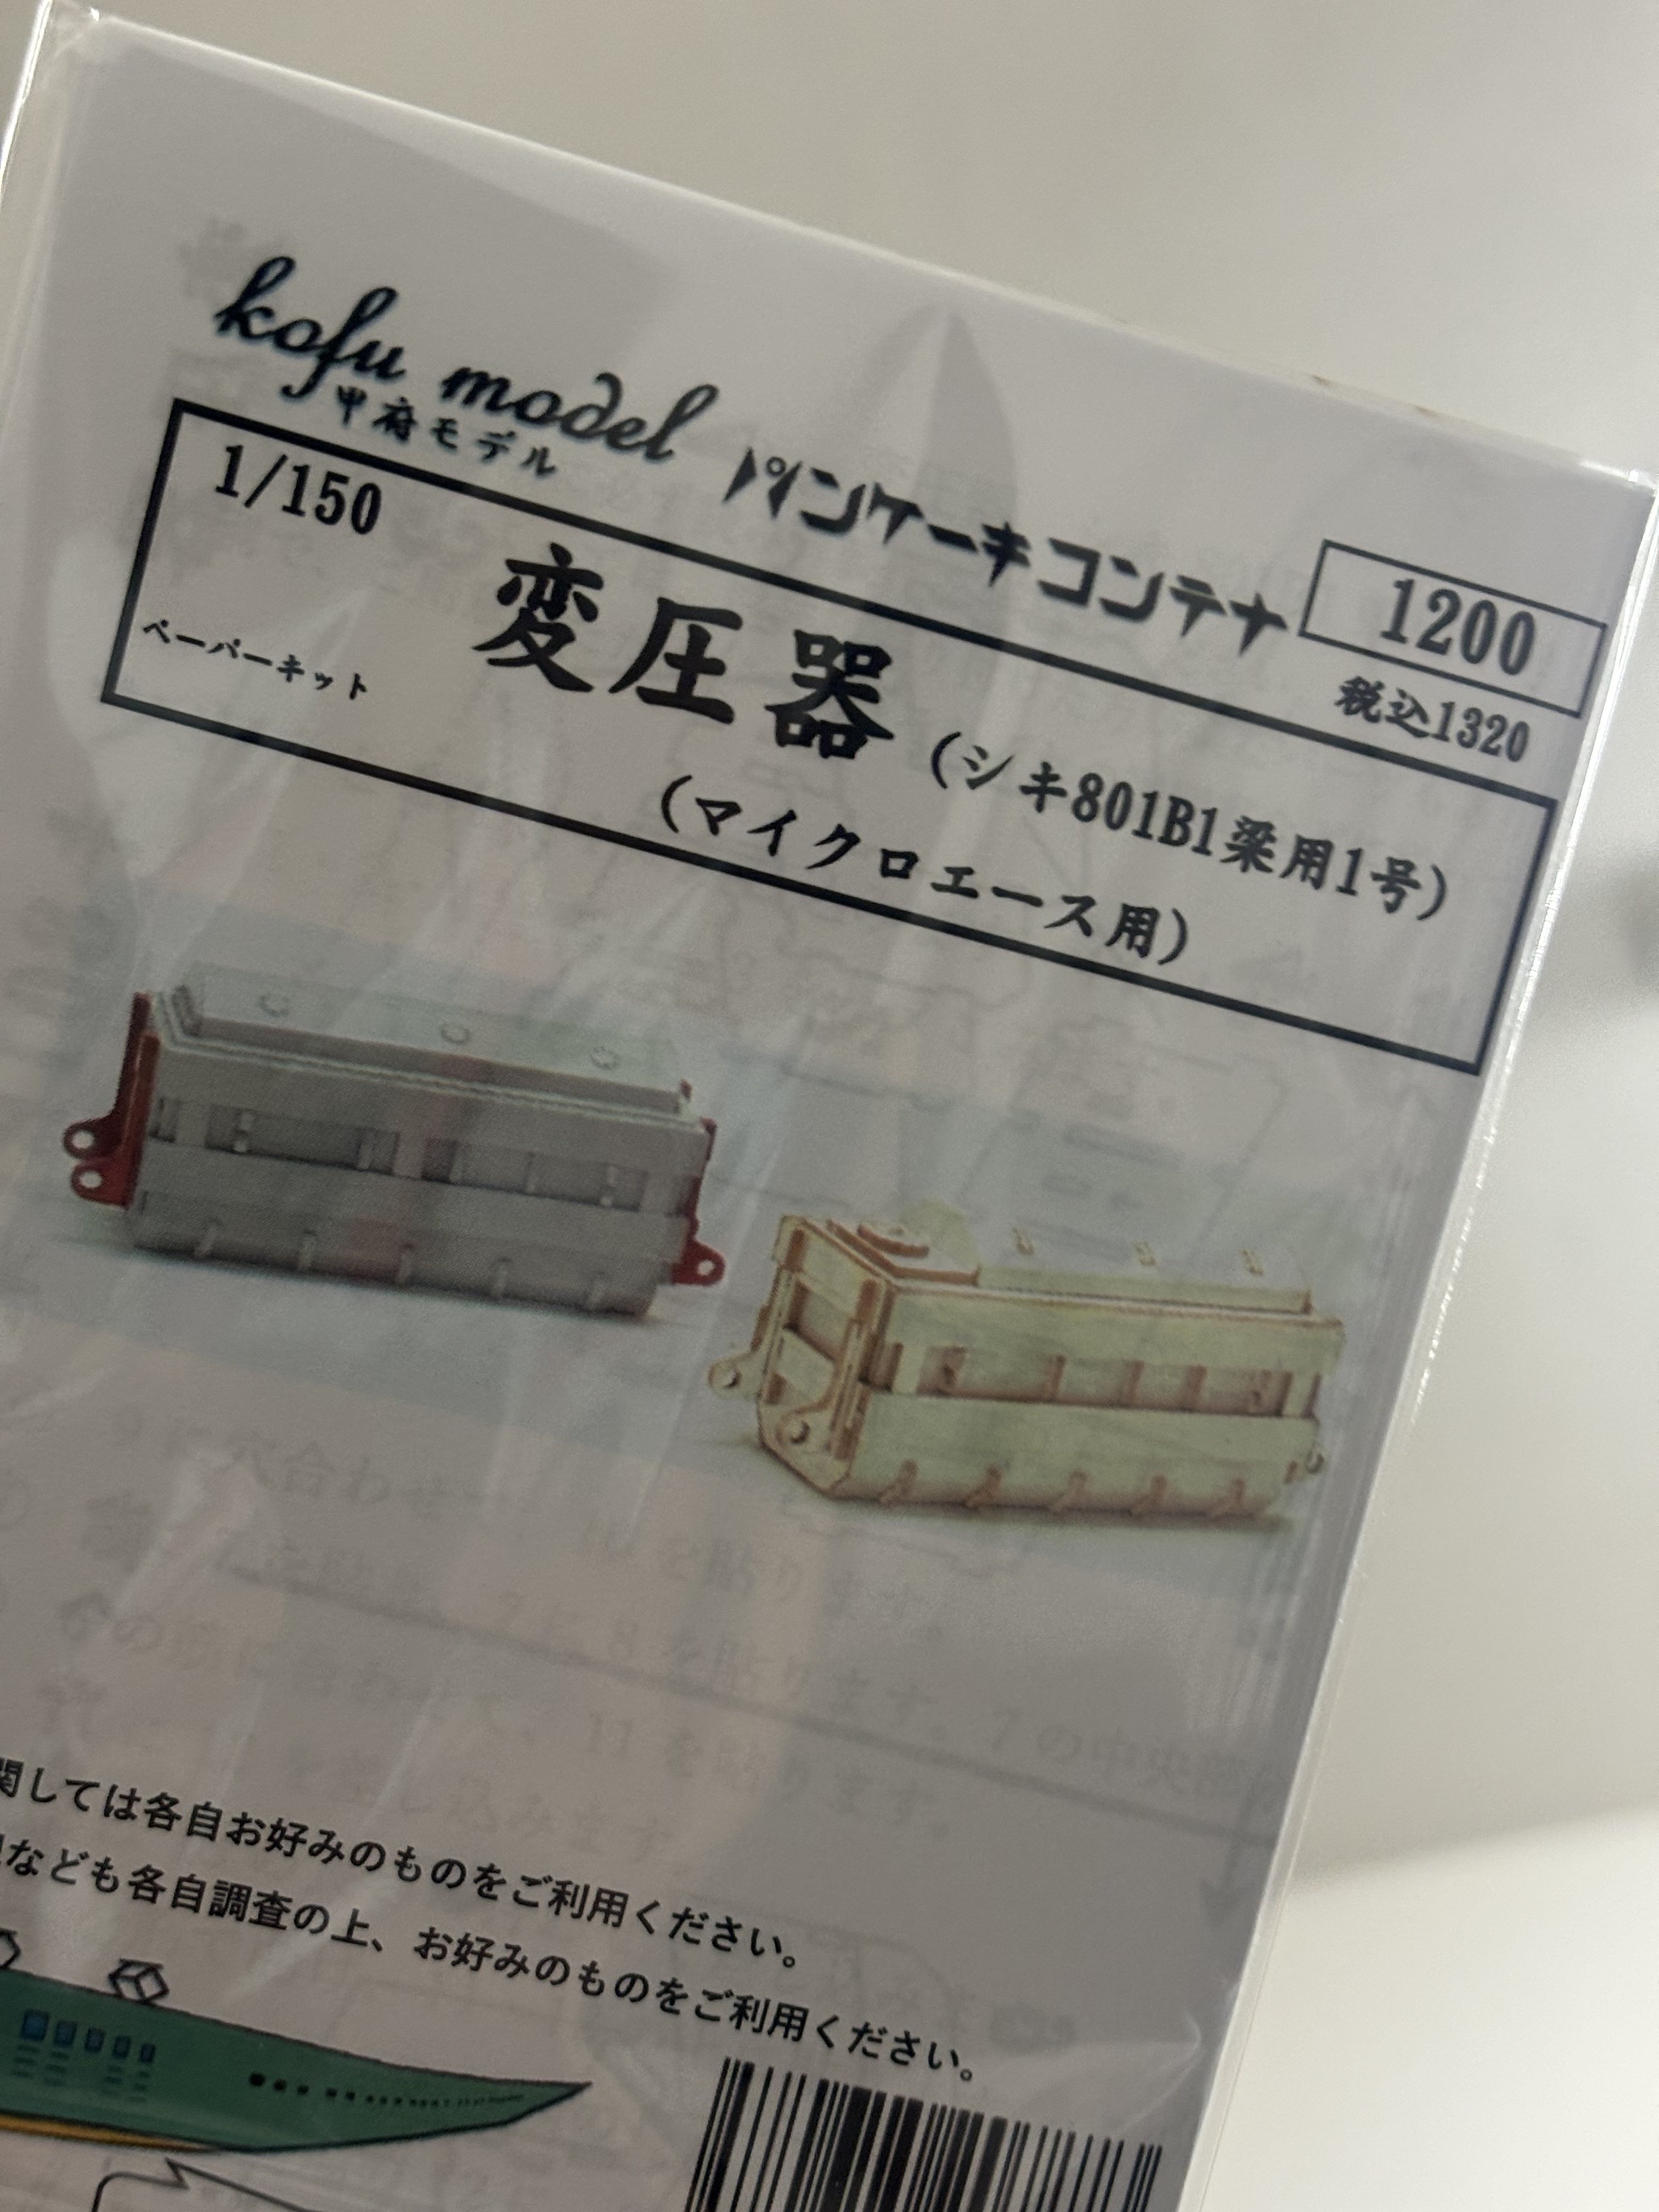 kofu model
甲府モデル
パンケーキコンテナ
1200
税込1320
1/150
ペーパーキット
変圧器(シキ801B1梁用1号)
(マイクロエース用)
関しては各自お好みのものをご利用ください。
なども各自調査の上、お好みのものをご利用ください。